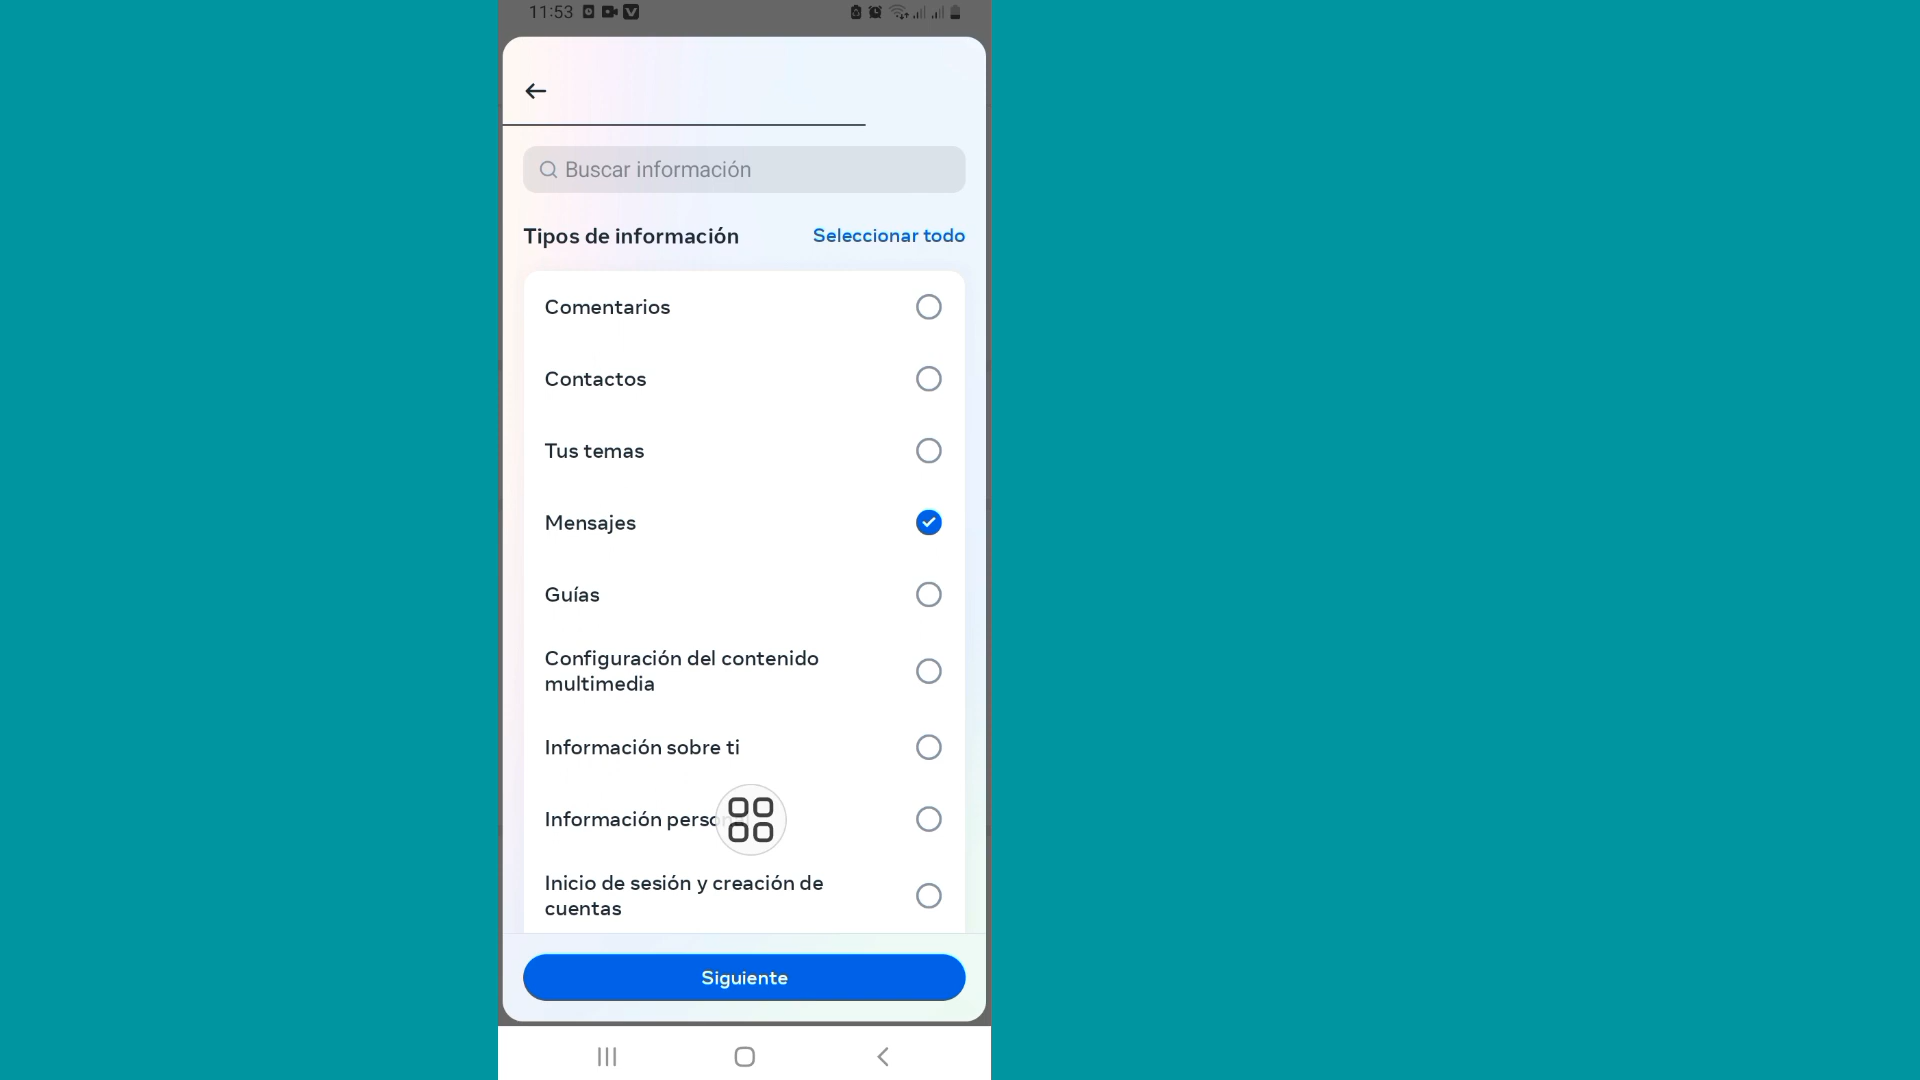 11:53
Buscar información
Tipos de información
Seleccionar todo
Comentarios
Contactos
Tus temas
Mensajes
Guías
Configuración del contenido
multimedia
Información sobre ti
Información
Inicio de sesión y creación de
cuentas
Siguiente